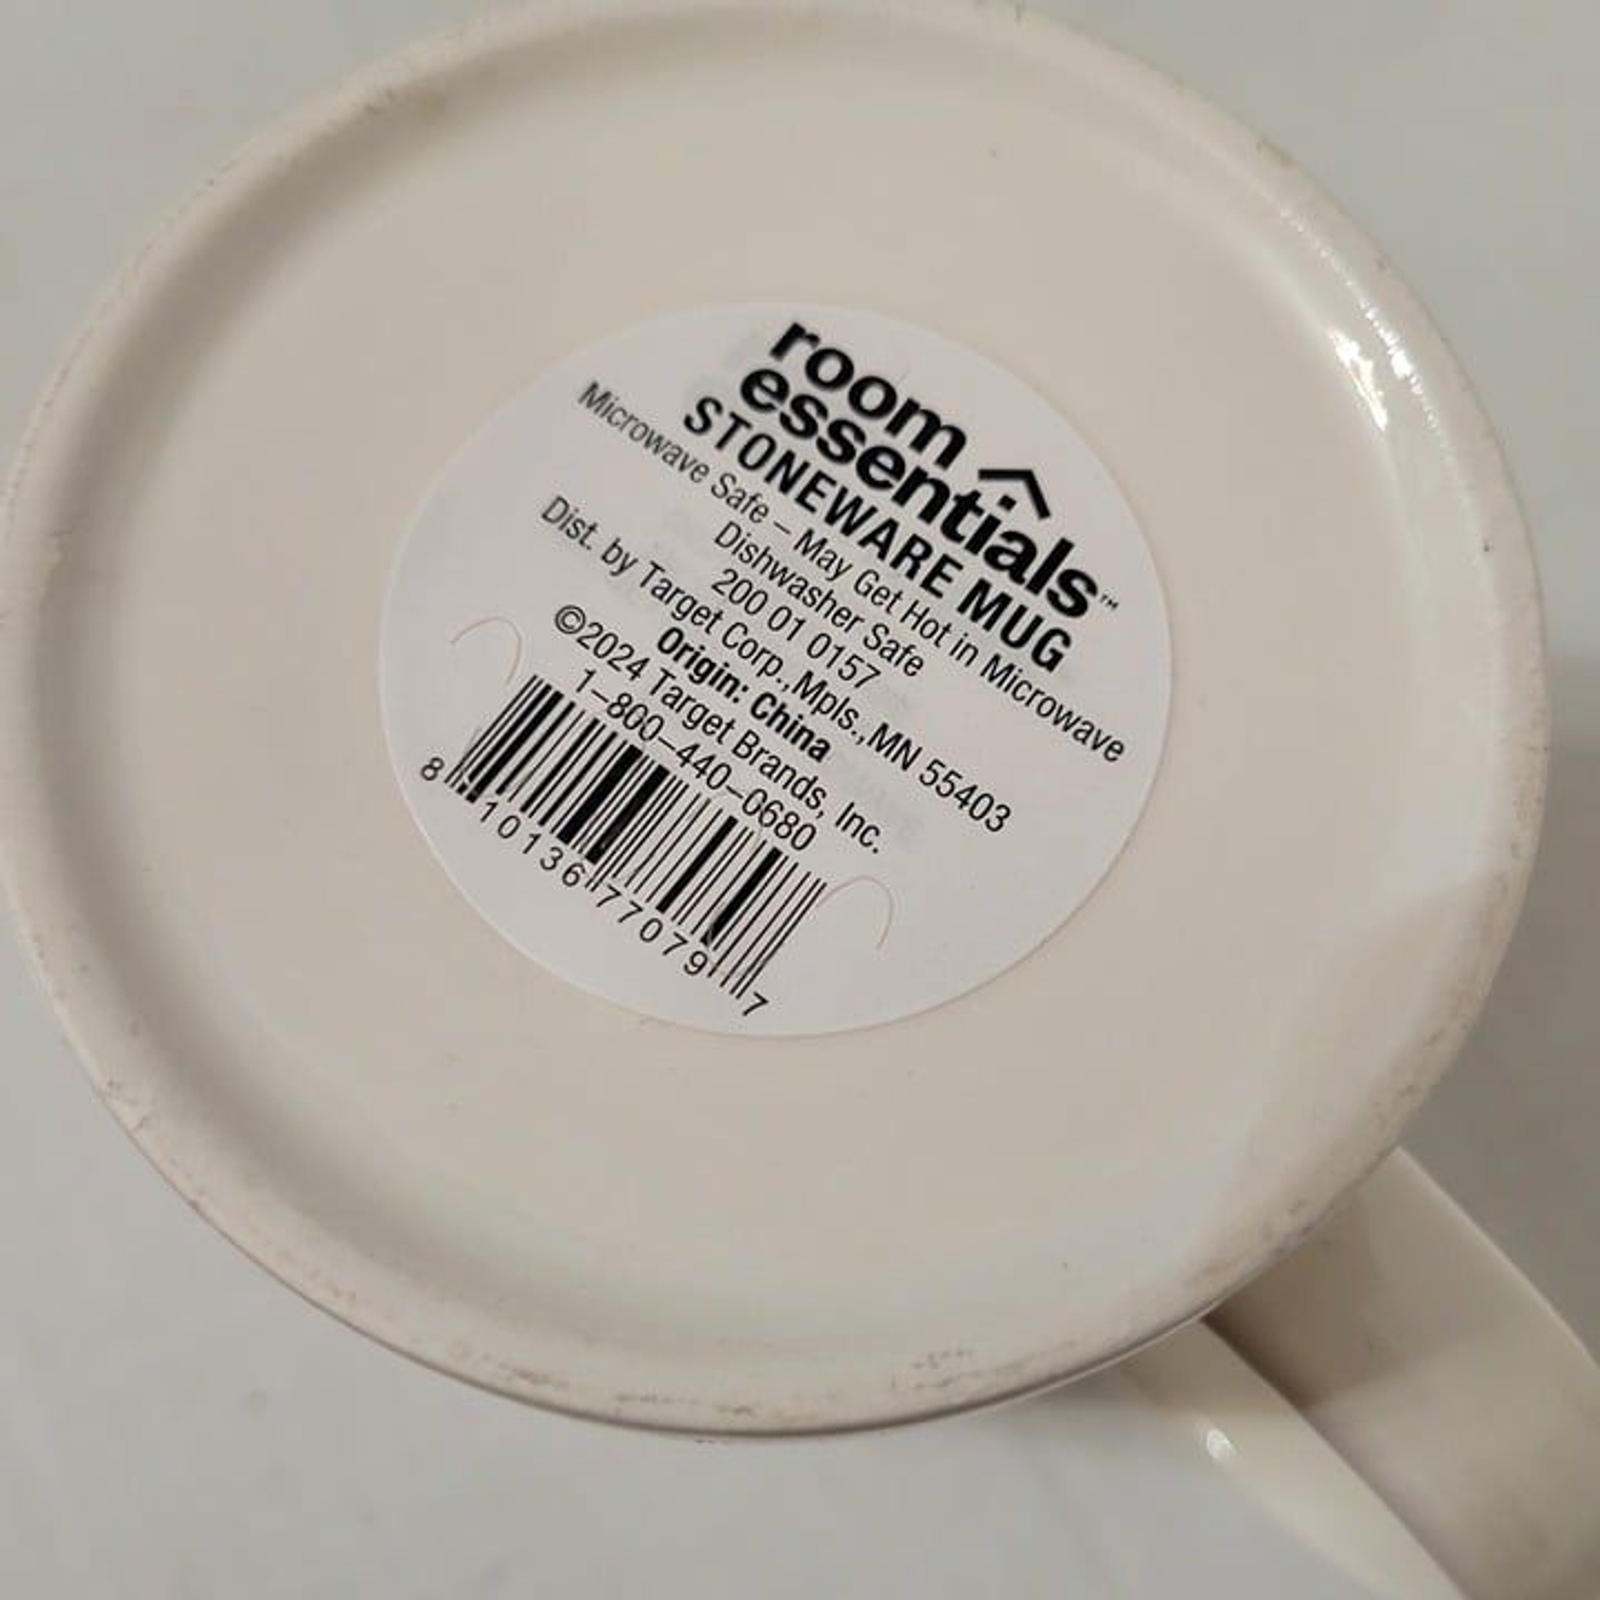 room
essentials™
STONEWARE MUG
Microwave Safe – May Get Hot in Microwave
Dishwasher Safe
200 01 0157
Dist. by Target Corp., Mpls., MN 55403
Origin: China
©2024 Target Brands, Inc.
1–800–440–0680
8 10136 77079 7